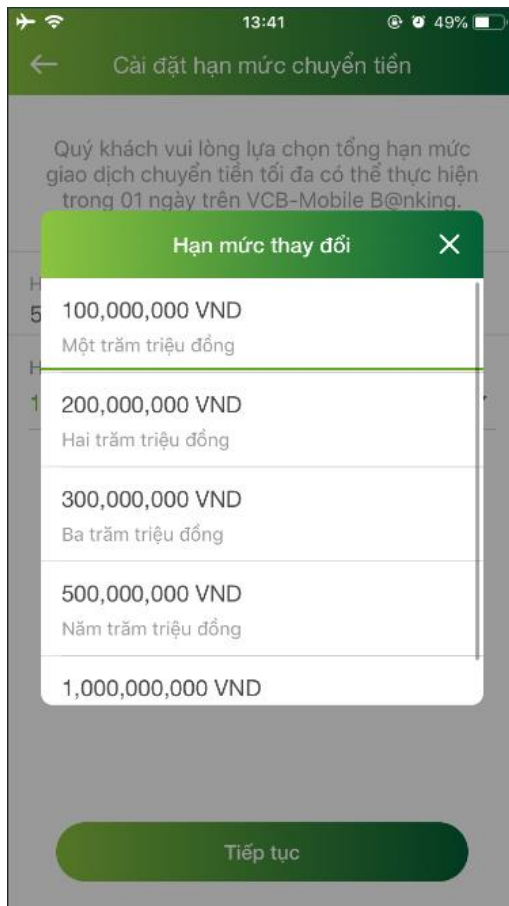 13:41
49%
Cài đặt hạn mức chuyển tiền
Quý khách vui lòng lựa chọn tổng hạn mức
giao dịch chuyển tiền tối đa có thể thực hiện
trong 01 ngày trên VCB-Mobile B@nking.
Hạn mức thay đổi
H
5
100,000,000 VND
Một trăm triệu đồng
H
1
200,000,000 VND
Hai trăm triệu đồng
300,000,000 VND
Ba trăm triệu đồng
500,000,000 VND
Năm trăm triệu đồng
1,000,000,000 VND
Tiếp tục